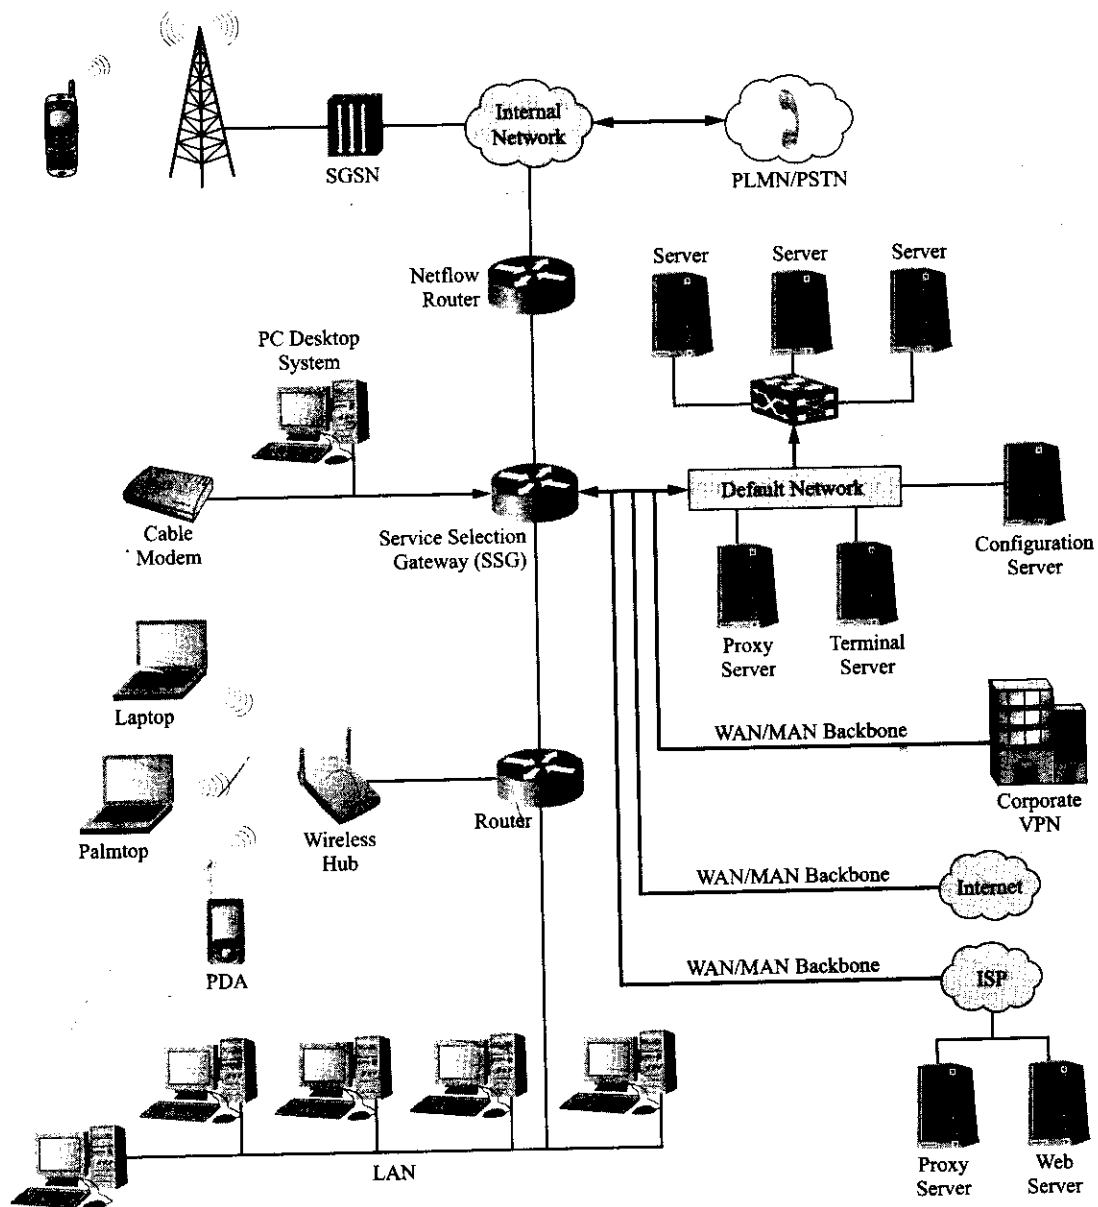 Internal
Network
SGSN
PLMN/PSTN
Netflow
Router
Server
Server
Server
PC Desktop
System
Cable
Modem
Service Selection
Gateway (SSG)
Default Network
Configuration
Server
Proxy
Server
Terminal
Server
Laptop
WAN/MAN Backbone
Corporate
VPN
Palmtop
Wireless
Hub
Router
WAN/MAN Backbone
Internet
PDA
WAN/MAN Backbone
ISP
LAN
Proxy
Server
Web
Server